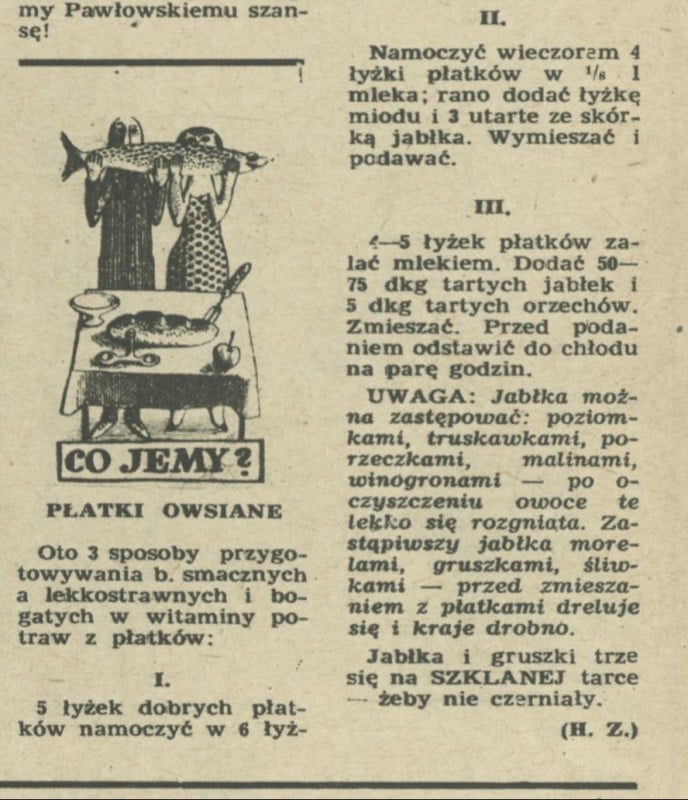 my Pawłowskiemu szan-
sę!
CO JEMY?
PŁATKI OWSIANE
Oto 3 sposoby przygo-
towywania b. smacznych
a lekkostrawnych i bo-
gatych w witaminy po-
traw z płatków:
I.
5 łyżek dobrych płat-
ków namoczyć w 6 łyż-
II.
Namoczyć wieczorem 4
łyżki płatków w ⅛ l
mleka; rano dodać łyżkę
miodu i 3 utarte ze skór-
ką jabłka. Wymieszać i
podawać.
III.
4—5 łyżek płatków za-
lać mlekiem. Dodać 50—
75 dkg tartych jabłek i
5 dkg tartych orzechów.
Zmieszać. Przed poda-
niem odstawić do chłodu
na parę godzin.
UWAGA: Jabłka moż-
na zastępować: poziom-
kami, truskawkami, po-
rzeczkami, malinami,
winogronami — po o-
czyszczeniu owoce te
lekko się rozgniata. Za-
stąpiwszy jabłka more-
lami, gruszkami, śliw-
kami — przed zmiesza-
niem z płatkami dreluje
się i kraje drobno.
Jabłka i gruszki trze
się na SZKLANEJ tarce
— żeby nie czerniały.
(H. Z.)